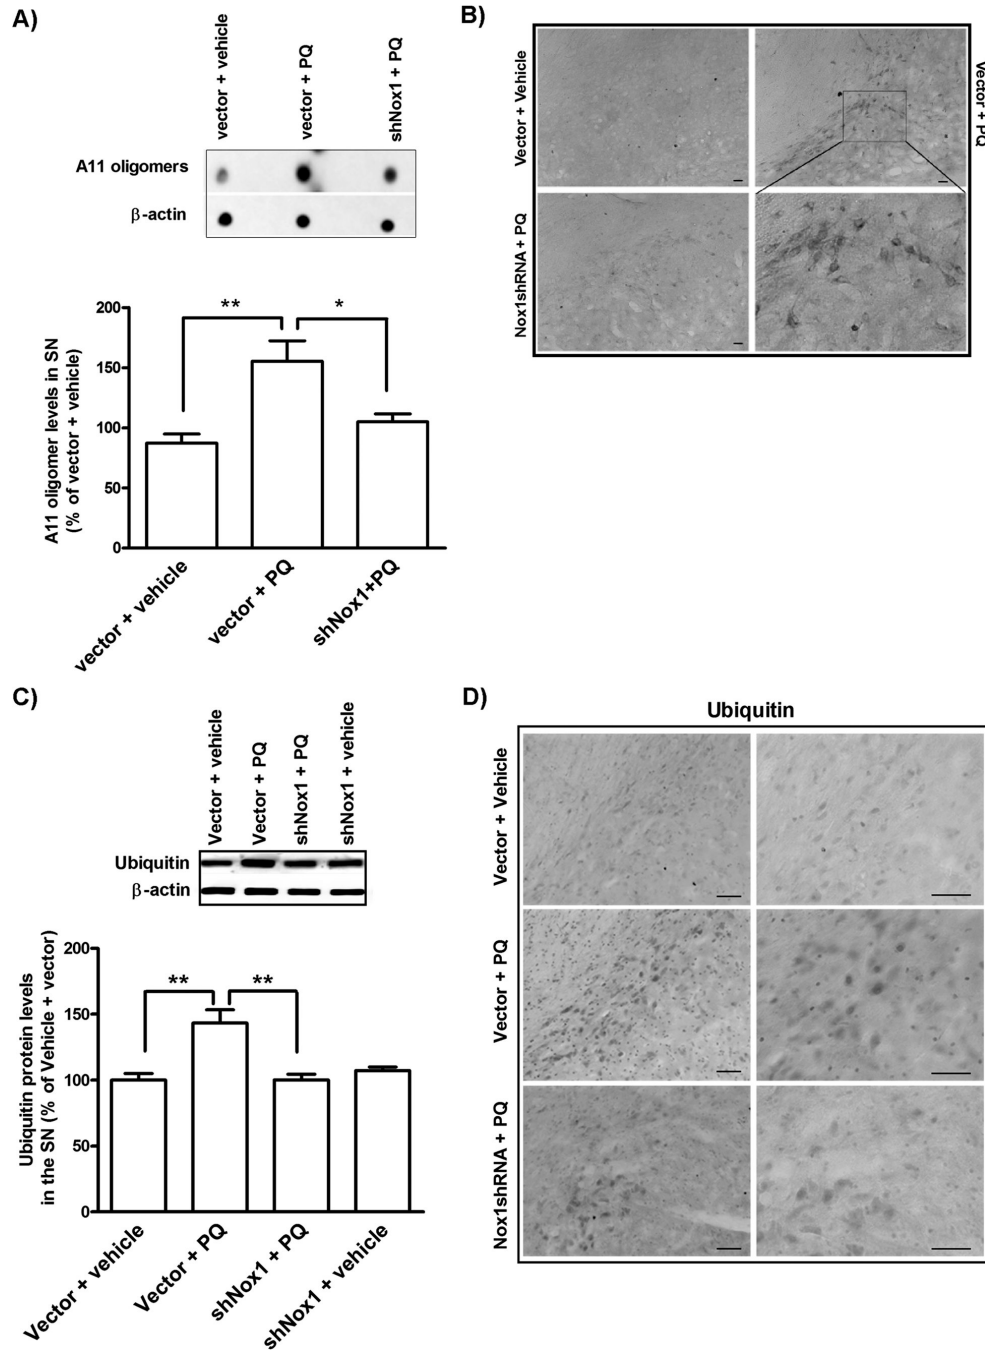 A)
vector + vehicle
vector + PQ
shNox1 + PQ
A11 oligomers
β-actin
A11 oligomer levels in SN
(% of vector + vehicle)
200
150
100
50
0
**
*
vector + vehicle
vector + PQ
shNox1+PQ
B)
Vector + Vehicle
Vector + PQ
Nox1shRNA + PQ
C)
Vector + vehicle
Vector + PQ
shNox1 + PQ
shNox1 + vehicle
Ubiquitin
β-actin
Ubiquitin protein levels
in the SN (% of Vehicle + vector)
200
150
100
50
0
**
**
Vector + vehicle
Vector + PQ
shNox1 + PQ
shNox1 + vehicle
D)
Ubiquitin
Vector + Vehicle
Vector + PQ
Nox1shRNA + PQ